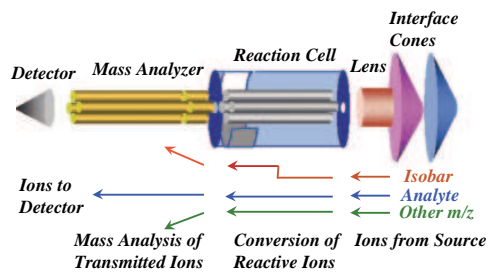 Interface
Cones
Reaction Cell
Mass Analyzer
Lens
Detector
Isobar
Ions to
Detector
Analyte
Other m/z
Mass Analysis of
Transmitted Ions
Conversion of
Reactive Ions
Ions from Source